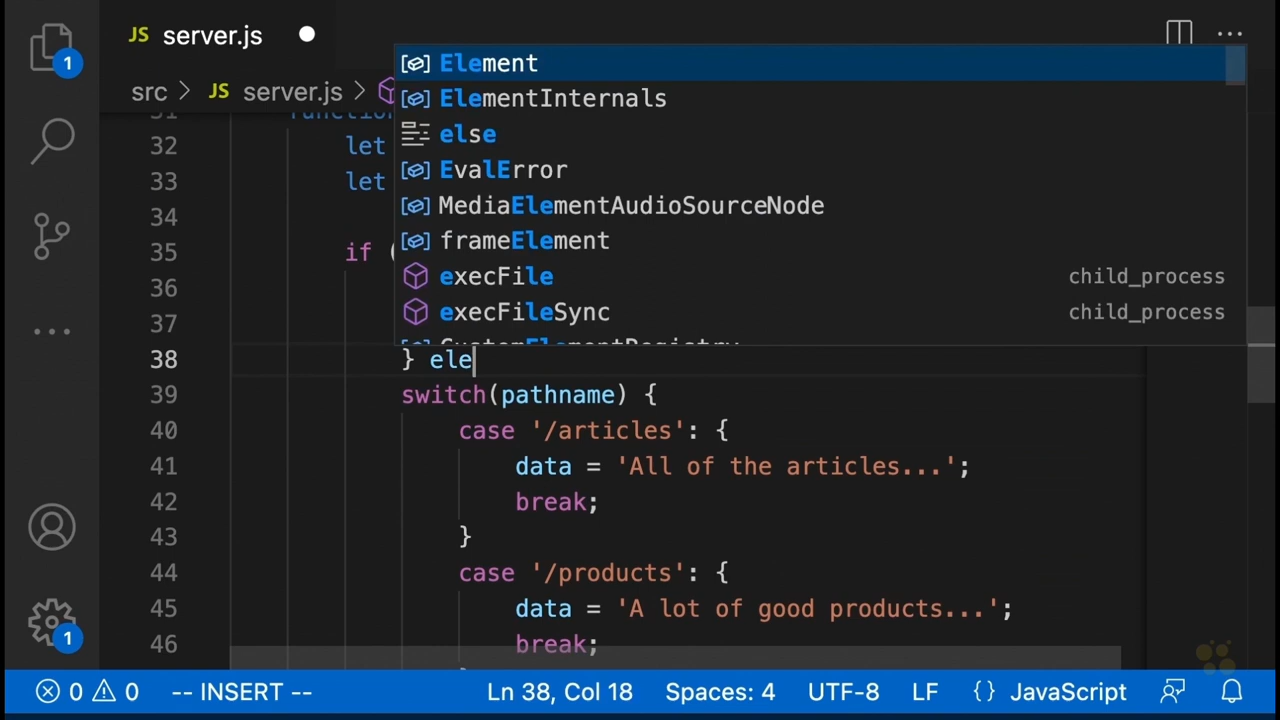 JS server.js
1
src > JS server.js >
Element
ElementInternals
else
EvalError
MediaElementAudioSourceNode
frameElement
execFile child_process
execFileSync child_process
CustomElementRegistry
31 function
32 let
33 let
34
35 if (
36
37
38 } ele
39 switch(pathname) {
40 case '/articles': {
41 data = 'All of the articles...';
42 break;
43 }
44 case '/products': {
45 data = 'A lot of good products...';
46 break;
1
0 0 -- INSERT -- Ln 38, Col 18 Spaces: 4 UTF-8 LF {} JavaScript